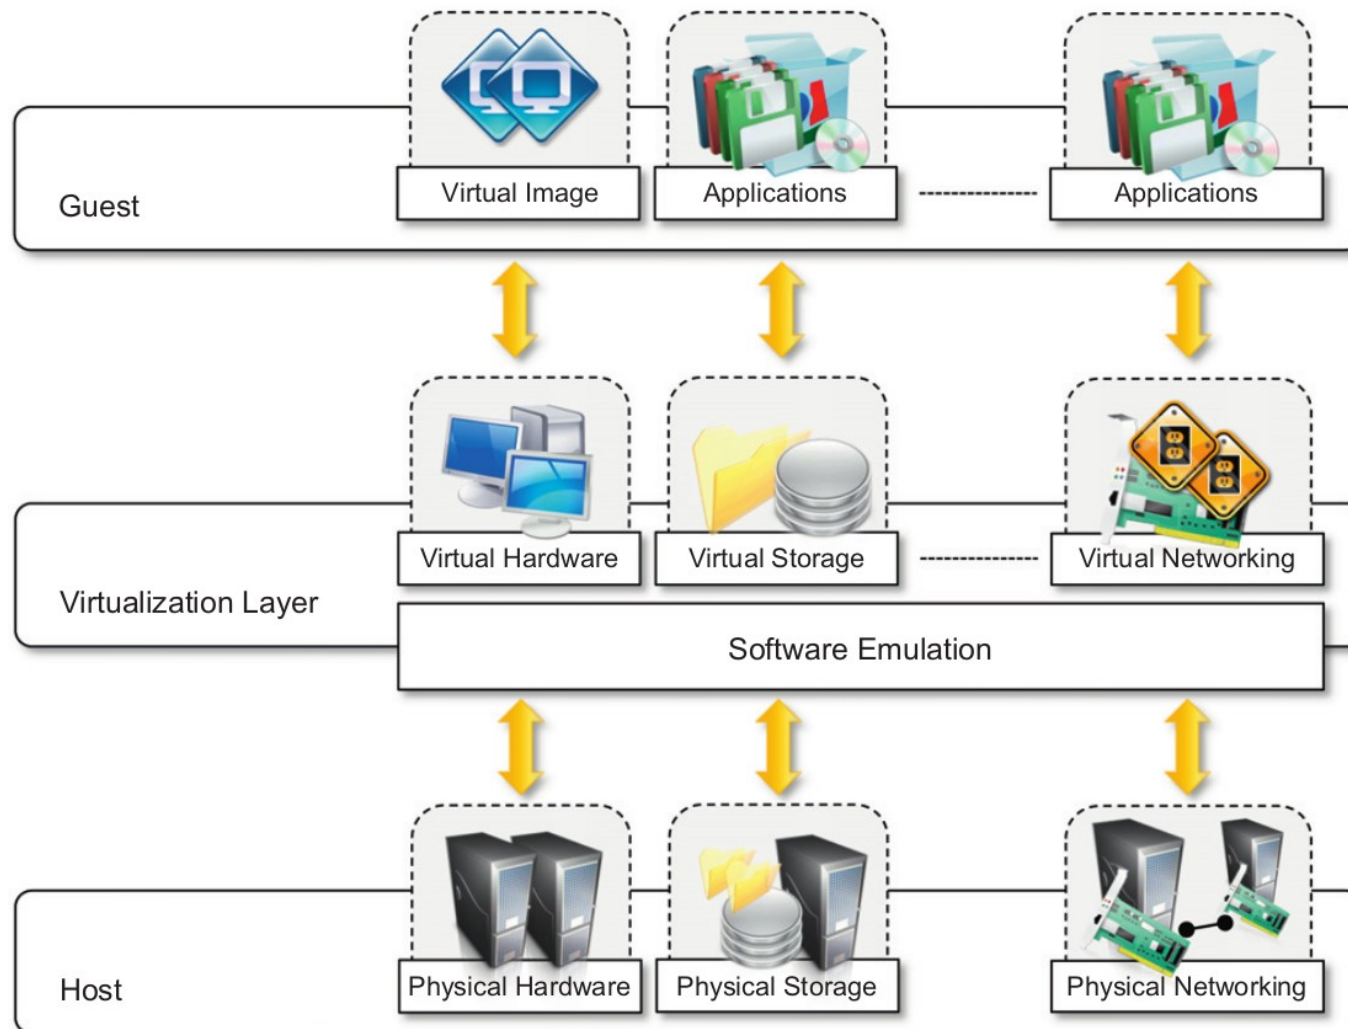 Virtual Image
Applications
Applications
Guest
Virtual Hardware
Virtual Storage
Virtual Networking
Virtualization Layer
Software Emulation
Physical Hardware
Physical Storage
Physical Networking
Host